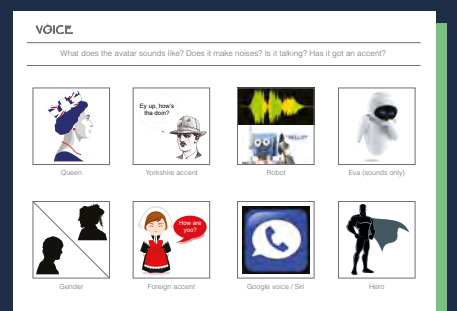 VOICE
What does the avatar sounds like? Does it make noises? Is it talking? Has it got an accent?
Ey up, how's
tha doin?
Queen
Yorkshire accent
Robot
Eva (sounds only)
How are
yoo?
Gender
Foreign accent
Google voice / Siri
Hero